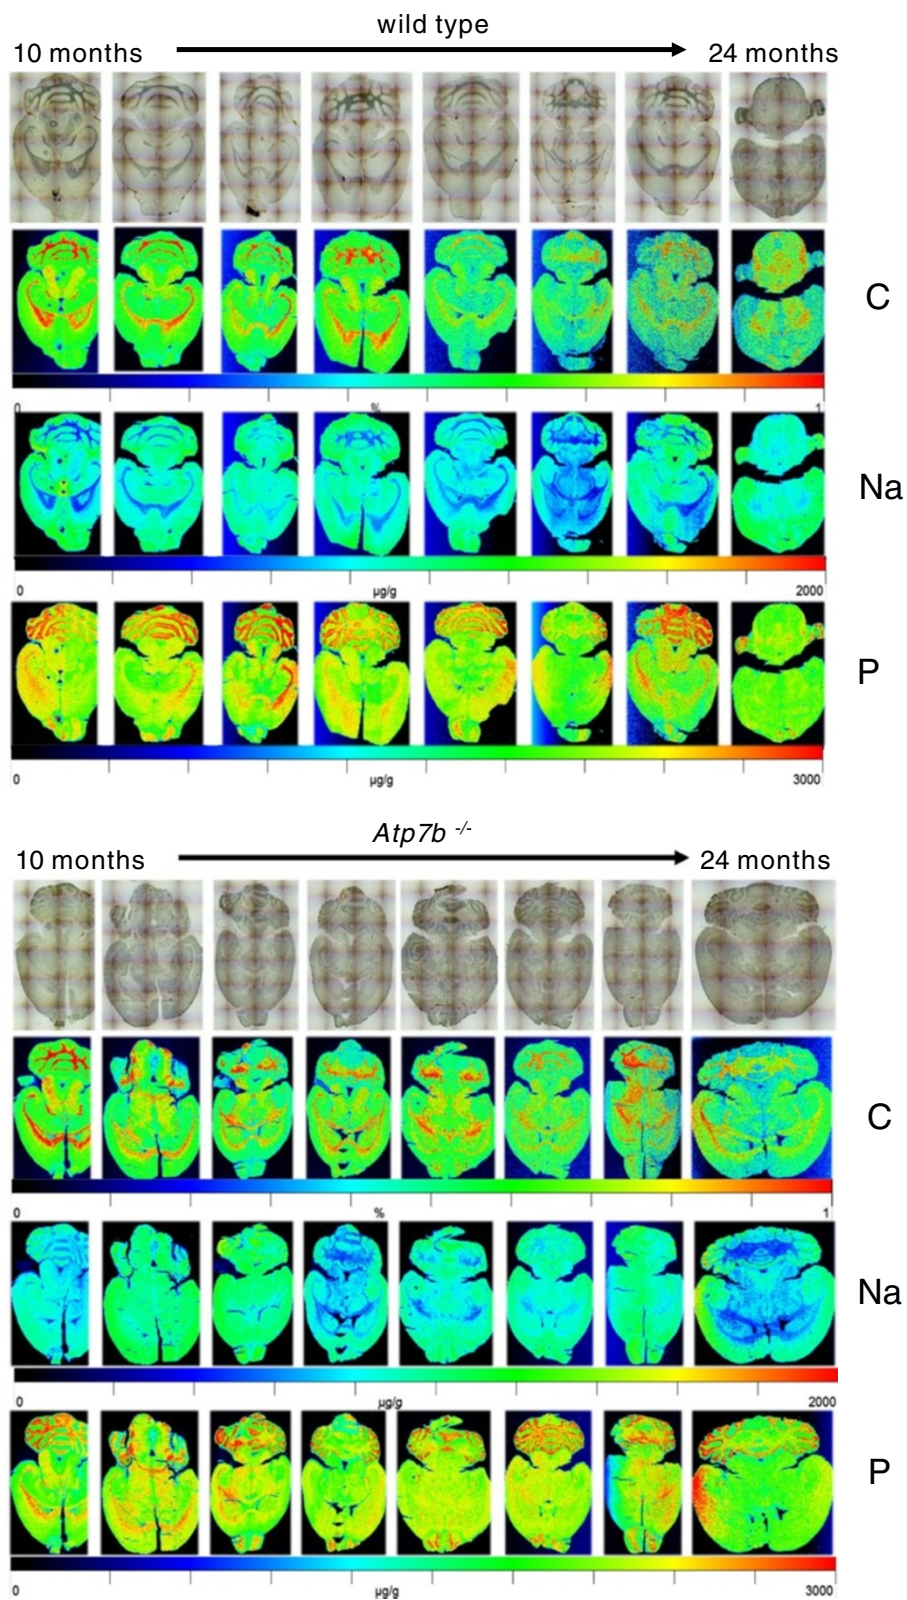 wild type
10 months 24 months
C
0 % 1
Na
0 µg/g 2000
P
0 µg/g 3000
Atp7b -/-
10 months 24 months
C
0 % 1
Na
0 µg/g 2000
P
0 µg/g 3000